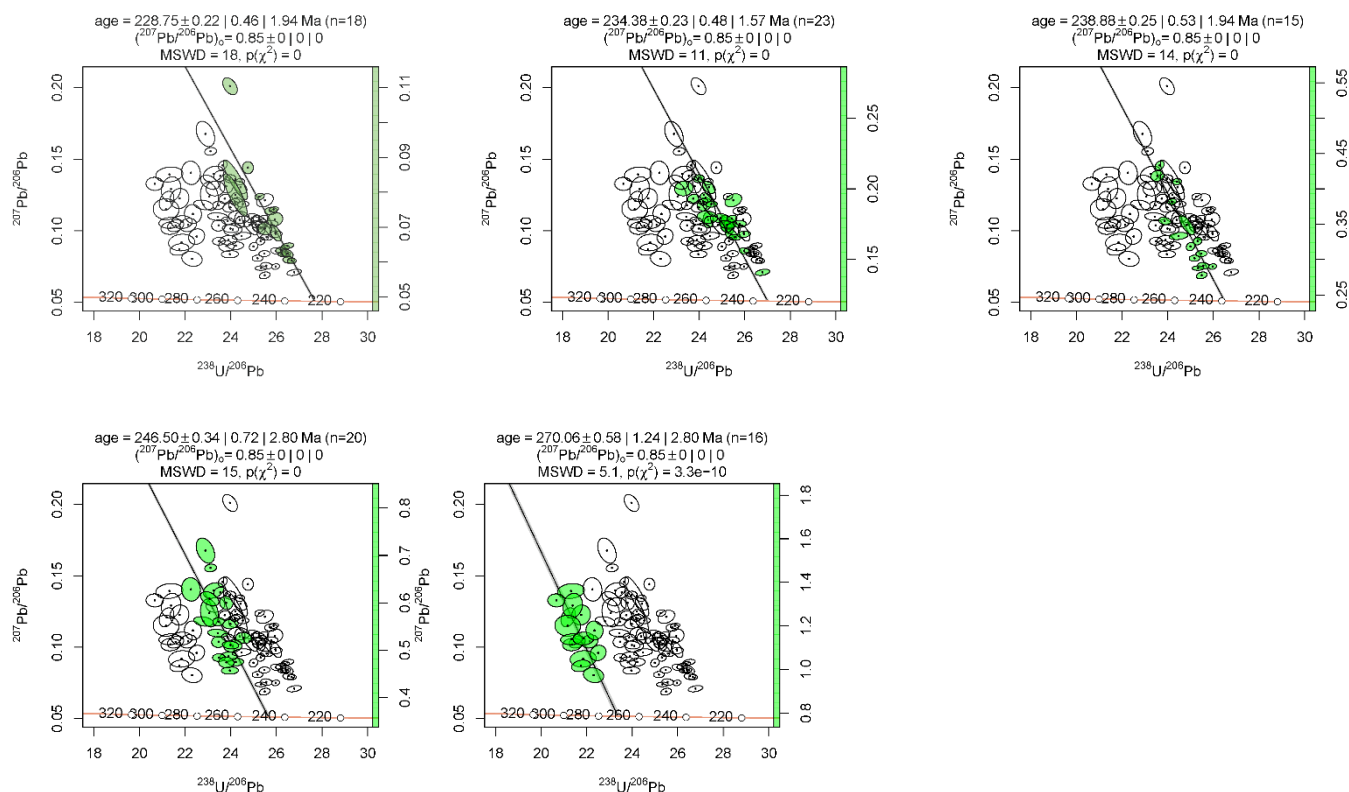 age = 228.75 ± 0.22 | 0.46 | 1.94 Ma (n=18)
(²⁰⁷Pb/²⁰⁶Pb)ₒ= 0.85 ± 0 | 0 | 0
MSWD = 18, p(χ²) = 0
0.20
0.15
0.10
0.05
²⁰⁷Pb/²⁰⁶Pb
0.11
0.09
0.07
0.05
320 300 280 260 240 220
18 20 22 24 26 28 30
²³⁸U/²⁰⁶Pb
age = 234.38 ± 0.23 | 0.48 | 1.57 Ma (n=23)
(²⁰⁷Pb/²⁰⁶Pb)ₒ= 0.85 ± 0 | 0 | 0
MSWD = 11, p(χ²) = 0
0.20
0.15
0.10
0.05
²⁰⁷Pb/²⁰⁶Pb
0.25
0.20
0.15
320 300 280 260 240 220
18 20 22 24 26 28 30
²³⁸U/²⁰⁶Pb
age = 238.88 ± 0.25 | 0.53 | 1.94 Ma (n=15)
(²⁰⁷Pb/²⁰⁶Pb)ₒ= 0.85 ± 0 | 0 | 0
MSWD = 14, p(χ²) = 0
0.20
0.15
0.10
0.05
²⁰⁷Pb/²⁰⁶Pb
0.55
0.45
0.35
0.25
320 300 280 260 240 220
18 20 22 24 26 28 30
²³⁸U/²⁰⁶Pb
age = 246.50 ± 0.34 | 0.72 | 2.80 Ma (n=20)
(²⁰⁷Pb/²⁰⁶Pb)ₒ= 0.85 ± 0 | 0 | 0
MSWD = 15, p(χ²) = 0
0.20
0.15
0.10
0.05
²⁰⁷Pb/²⁰⁶Pb
0.8
0.7
0.6
0.5
0.4
320 300 280 260 240 220
18 20 22 24 26 28 30
²³⁸U/²⁰⁶Pb
age = 270.06 ± 0.58 | 1.24 | 2.80 Ma (n=16)
(²⁰⁷Pb/²⁰⁶Pb)ₒ= 0.85 ± 0 | 0 | 0
MSWD = 5.1, p(χ²) = 3.3e−10
0.20
0.15
0.10
0.05
²⁰⁷Pb/²⁰⁶Pb
1.8
1.6
1.4
1.2
1.0
0.8
320 300 280 260 240 220
18 20 22 24 26 28 30
²³⁸U/²⁰⁶Pb